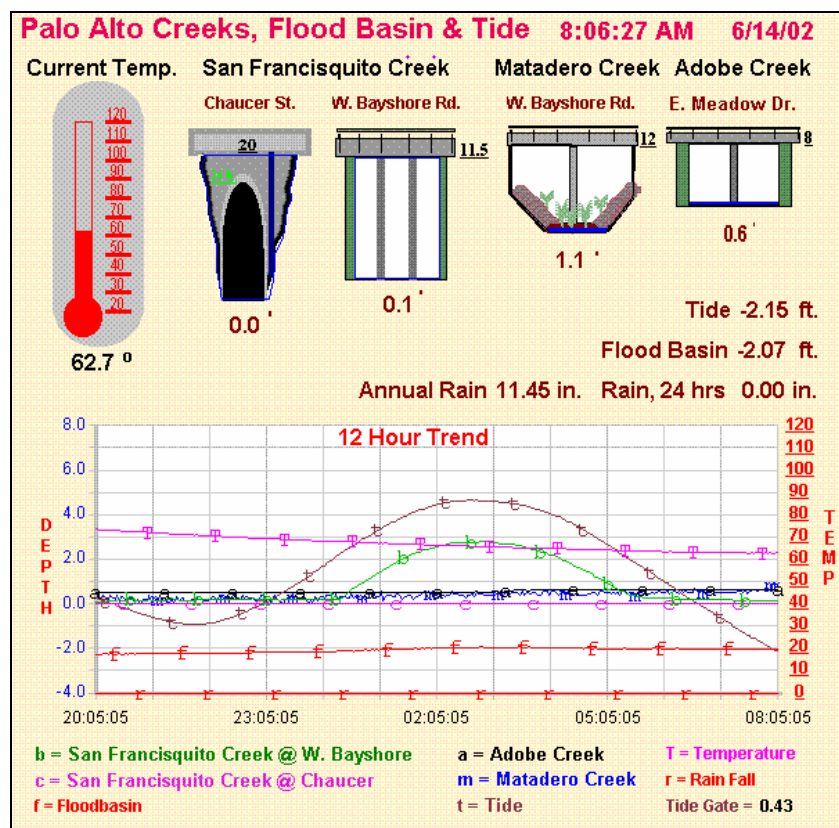 Palo Alto Creeks, Flood Basin & Tide 8:06:27 AM 6/14/02
Current Temp. San Francisquito Creek Matadero Creek Adobe Creek
Chaucer St. W. Bayshore Rd. W. Bayshore Rd. E. Meadow Dr.
120
110
100
90
80
70
60
50
40
30
20
62.7 º
20
0.0 '
11.5
0.1 '
12
1.1 '
8
0.6 '
Tide -2.15 ft.
Flood Basin -2.07 ft.
Annual Rain 11.45 in. Rain, 24 hrs 0.00 in.
12 Hour Trend
DEPTH
8.0
6.0
4.0
2.0
0.0
-2.0
-4.0
120
110
100
90
80
70
60
50
40
30
20
10
0
TEMP
20:05:05 23:05:05 02:05:05 05:05:05 08:05:05
b = San Francisquito Creek @ W. Bayshore a = Adobe Creek T = Temperature
c = San Francisquito Creek @ Chaucer m = Matadero Creek r = Rain Fall
f = Floodbasin t = Tide Tide Gate = 0.43